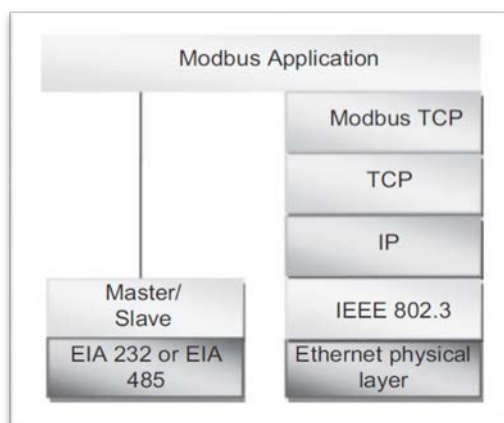 Modbus Application
Modbus TCP
TCP
IP
Master/
Slave
IEEE 802.3
EIA 232 or EIA
485
Ethernet physical
layer